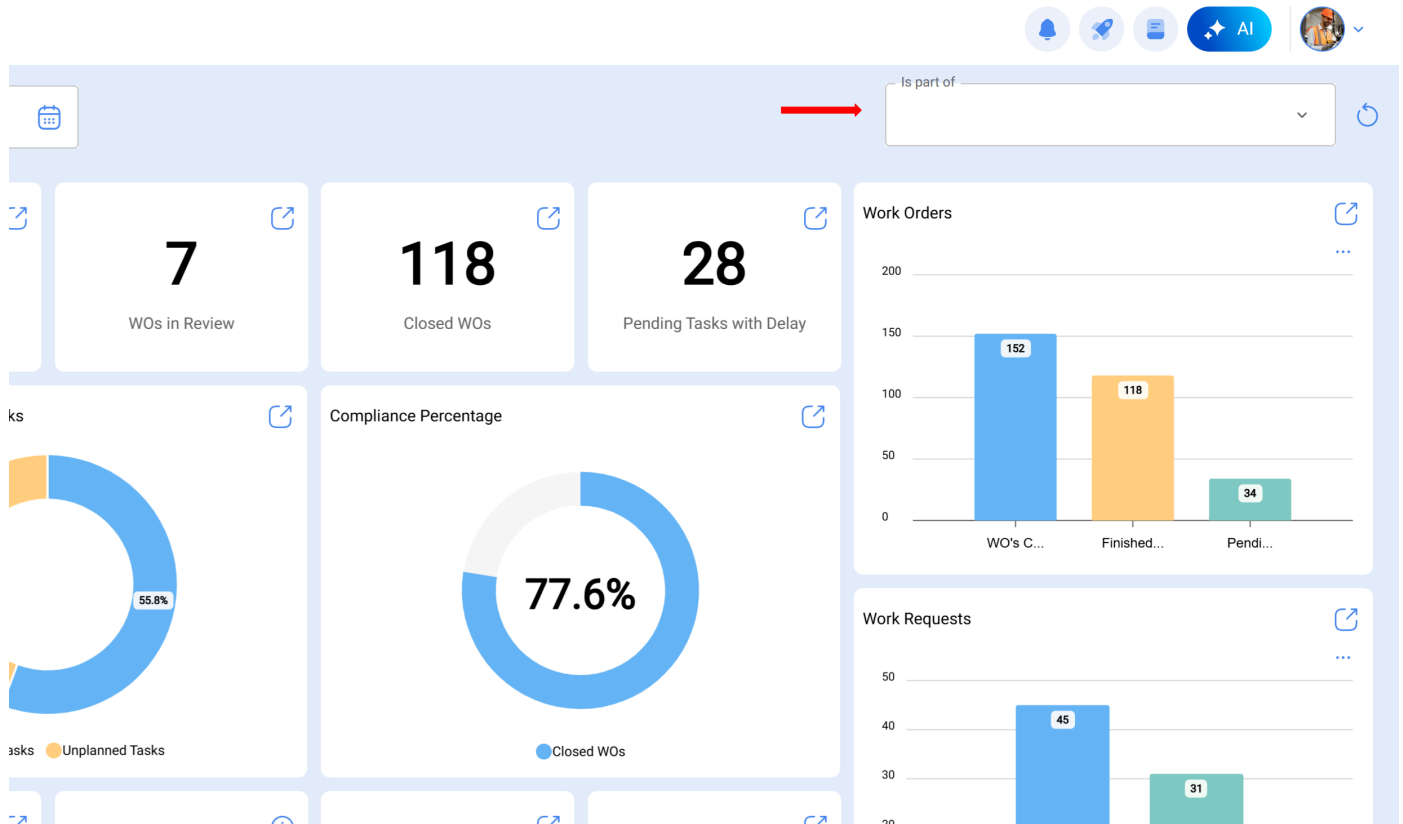 AI
Is part of
7
WOs in Review
118
Closed WOs
28
Pending Tasks with Delay
Work Orders
200
150
100
50
0
152
118
34
WO's C...
Finished...
Pendi...
ks
55.8%
asks
Unplanned Tasks
Compliance Percentage
77.6%
Closed WOs
Work Requests
50
40
30
45
31